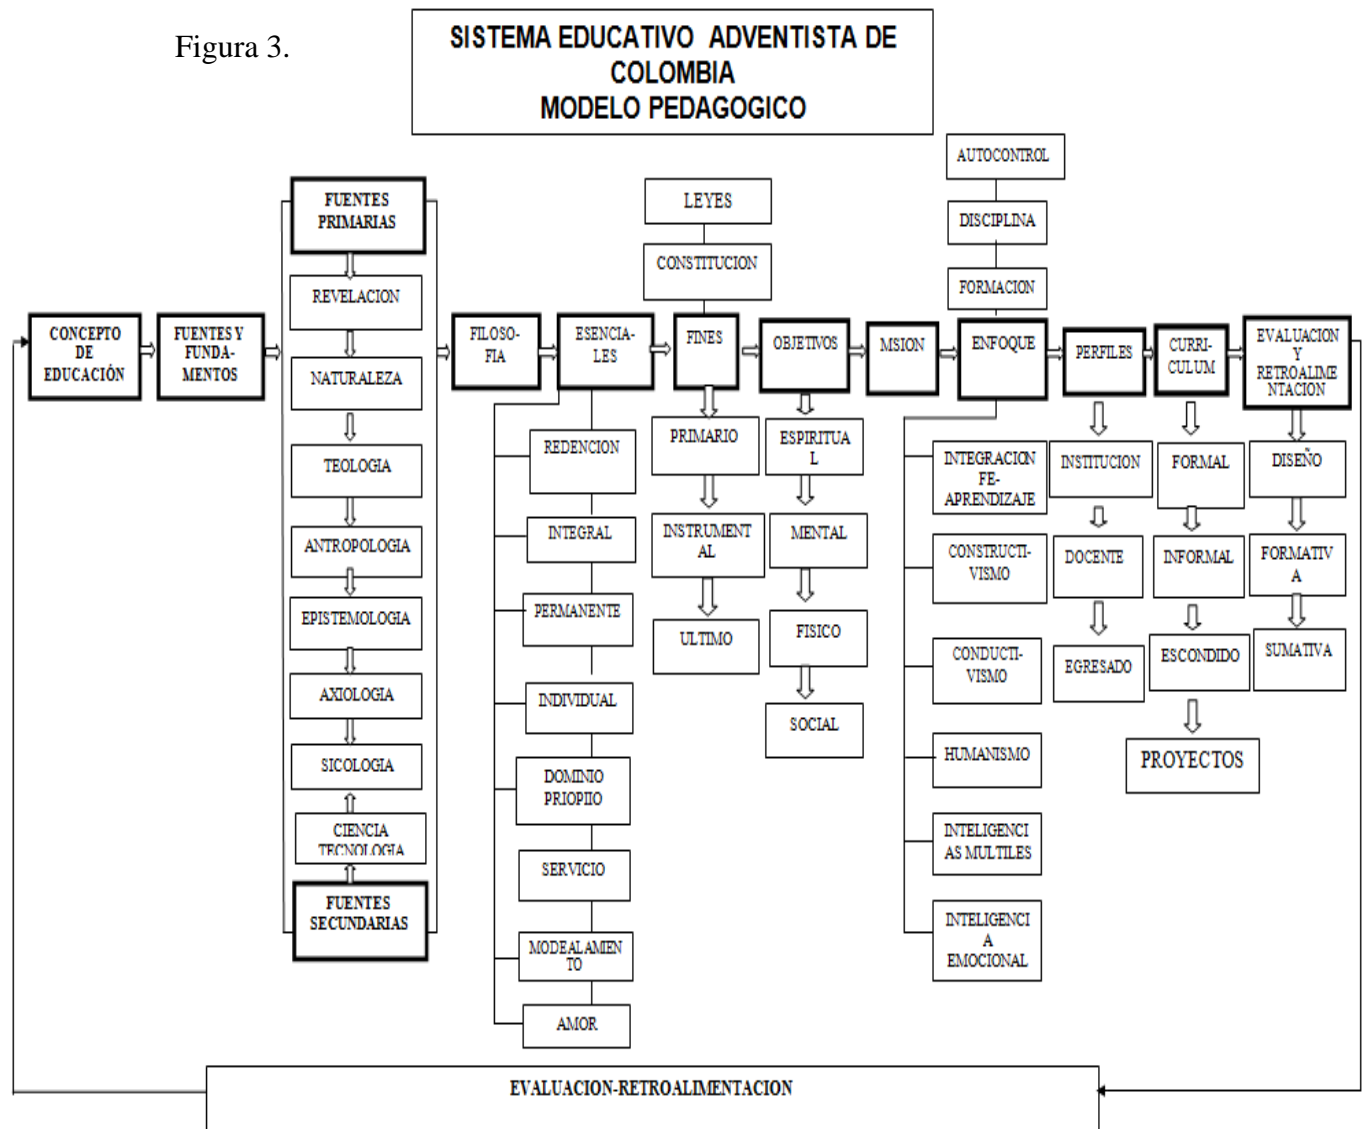 Figura 3.
SISTEMA EDUCATIVO ADVENTISTA DE
COLOMBIA
MODELO PEDAGOGICO
AUTOCONTROL
DISCIPLINA
FORMACION
LEYES
CONSTITUCION
FUENTES
PRIMARIAS
REVELACION
NATURALEZA
TEOLOGIA
ANTROPOLOGIA
EPISTEMOLOGIA
AXIOLOGIA
SICOLOGIA
CIENCIA
TECNOLOGIA
FUENTES
SECUNDARIAS
CONCEPTO
DE
EDUCACIÓN
FUENTES Y
FUNDA-
MENTOS
FILOSO-
FIA
ESENCIA-
LES
FINES
OBJETIVOS
MSION
ENFOQUE
PERFILES
CURRI-
CULUM
EVALUACION
Y
RETROALIME
NTACION
REDENCION
INTEGRAL
PERMANENTE
INDIVIDUAL
DOMINIO
PRIOPIIO
SERVICIO
MODEALAMIEN
TO
AMOR
PRIMARIO
INSTRUMENT
AL
ULTIMO
ESPIRITUA
L
MENTAL
FISICO
SOCIAL
INTEGRACION
FE-
APRENDIZAJE
CONSTRUCTI-
VISMO
CONDUCTI-
VISMO
HUMANISMO
INTELIGENCI
AS MULTILES
INTELIGENCI
A
EMOCIONAL
INSTITUCION
DOCENTE
EGRESADO
FORMAL
INFORMAL
ESCONDIDO
PROYECTOS
DISEÑO
FORMATIV
A
SUMATIVA
EVALUACION-RETROALIMENTACION